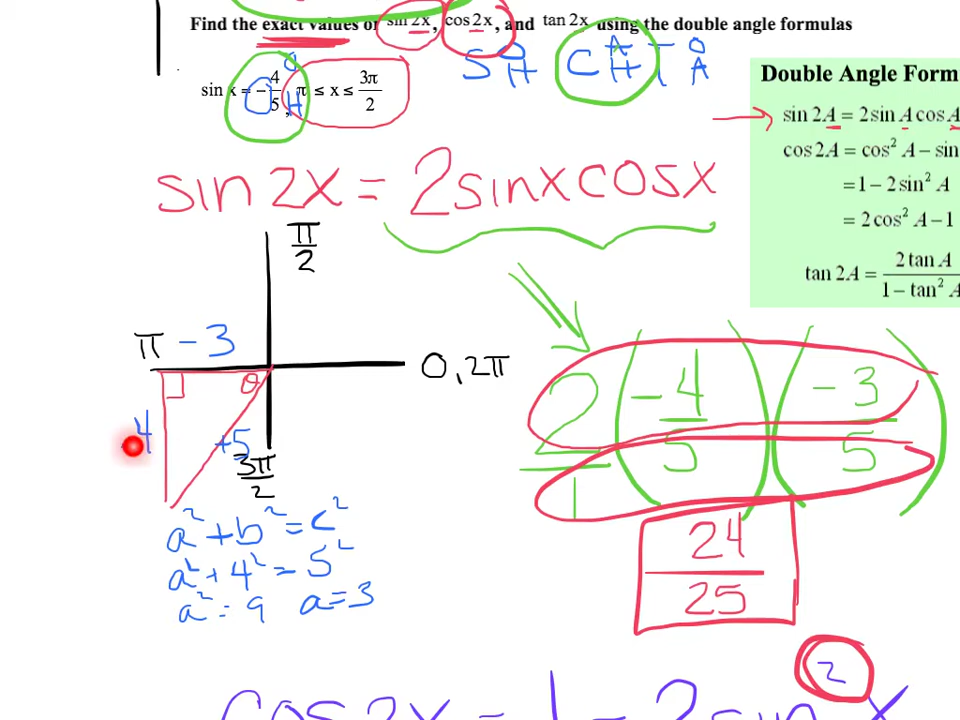 Find the exact values of sin 2x, cos 2x, and tan 2x using the double angle formulas
S O/H C A/H T O/A
sin x = -4/5, π ≤ x ≤ 3π/2
O H
O
Double Angle Form
sin 2A = 2 sin A cos A
cos 2A = cos² A − sin
= 1 − 2 sin² A
= 2 cos² A − 1
tan 2A = 2 tan A / 1 − tan² A
sin 2x = 2 sin x cos x
π/2
π -3
0, 2π
θ
4 +5
3π/2
2/1 (-4/5) (-3/5)
24/25
a² + b² = c²
a² + 4² = 5²
a² = 9 a = 3
cos 2x = 1 − 2 sin² x